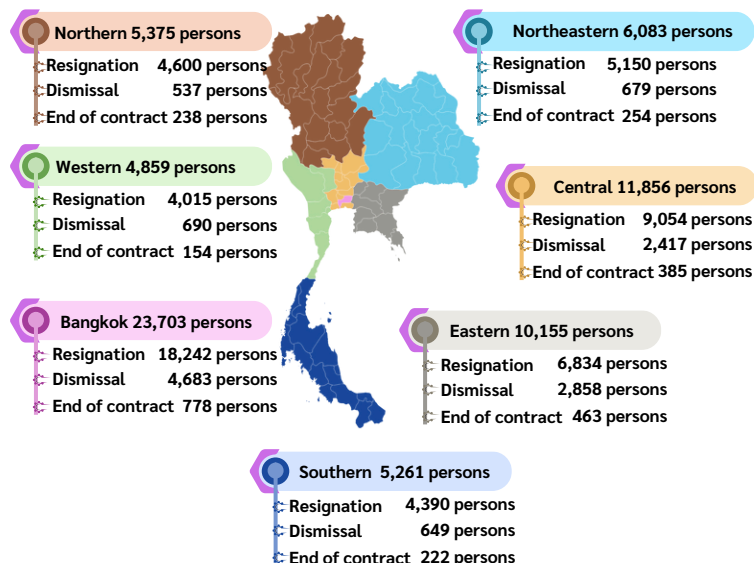 Northern 5,375 persons
Resignation 4,600 persons
Dismissal 537 persons
End of contract 238 persons
Northeastern 6,083 persons
Resignation 5,150 persons
Dismissal 679 persons
End of contract 254 persons
Western 4,859 persons
Resignation 4,015 persons
Dismissal 690 persons
End of contract 154 persons
Central 11,856 persons
Resignation 9,054 persons
Dismissal 2,417 persons
End of contract 385 persons
Bangkok 23,703 persons
Resignation 18,242 persons
Dismissal 4,683 persons
End of contract 778 persons
Eastern 10,155 persons
Resignation 6,834 persons
Dismissal 2,858 persons
End of contract 463 persons
Southern 5,261 persons
Resignation 4,390 persons
Dismissal 649 persons
End of contract 222 persons